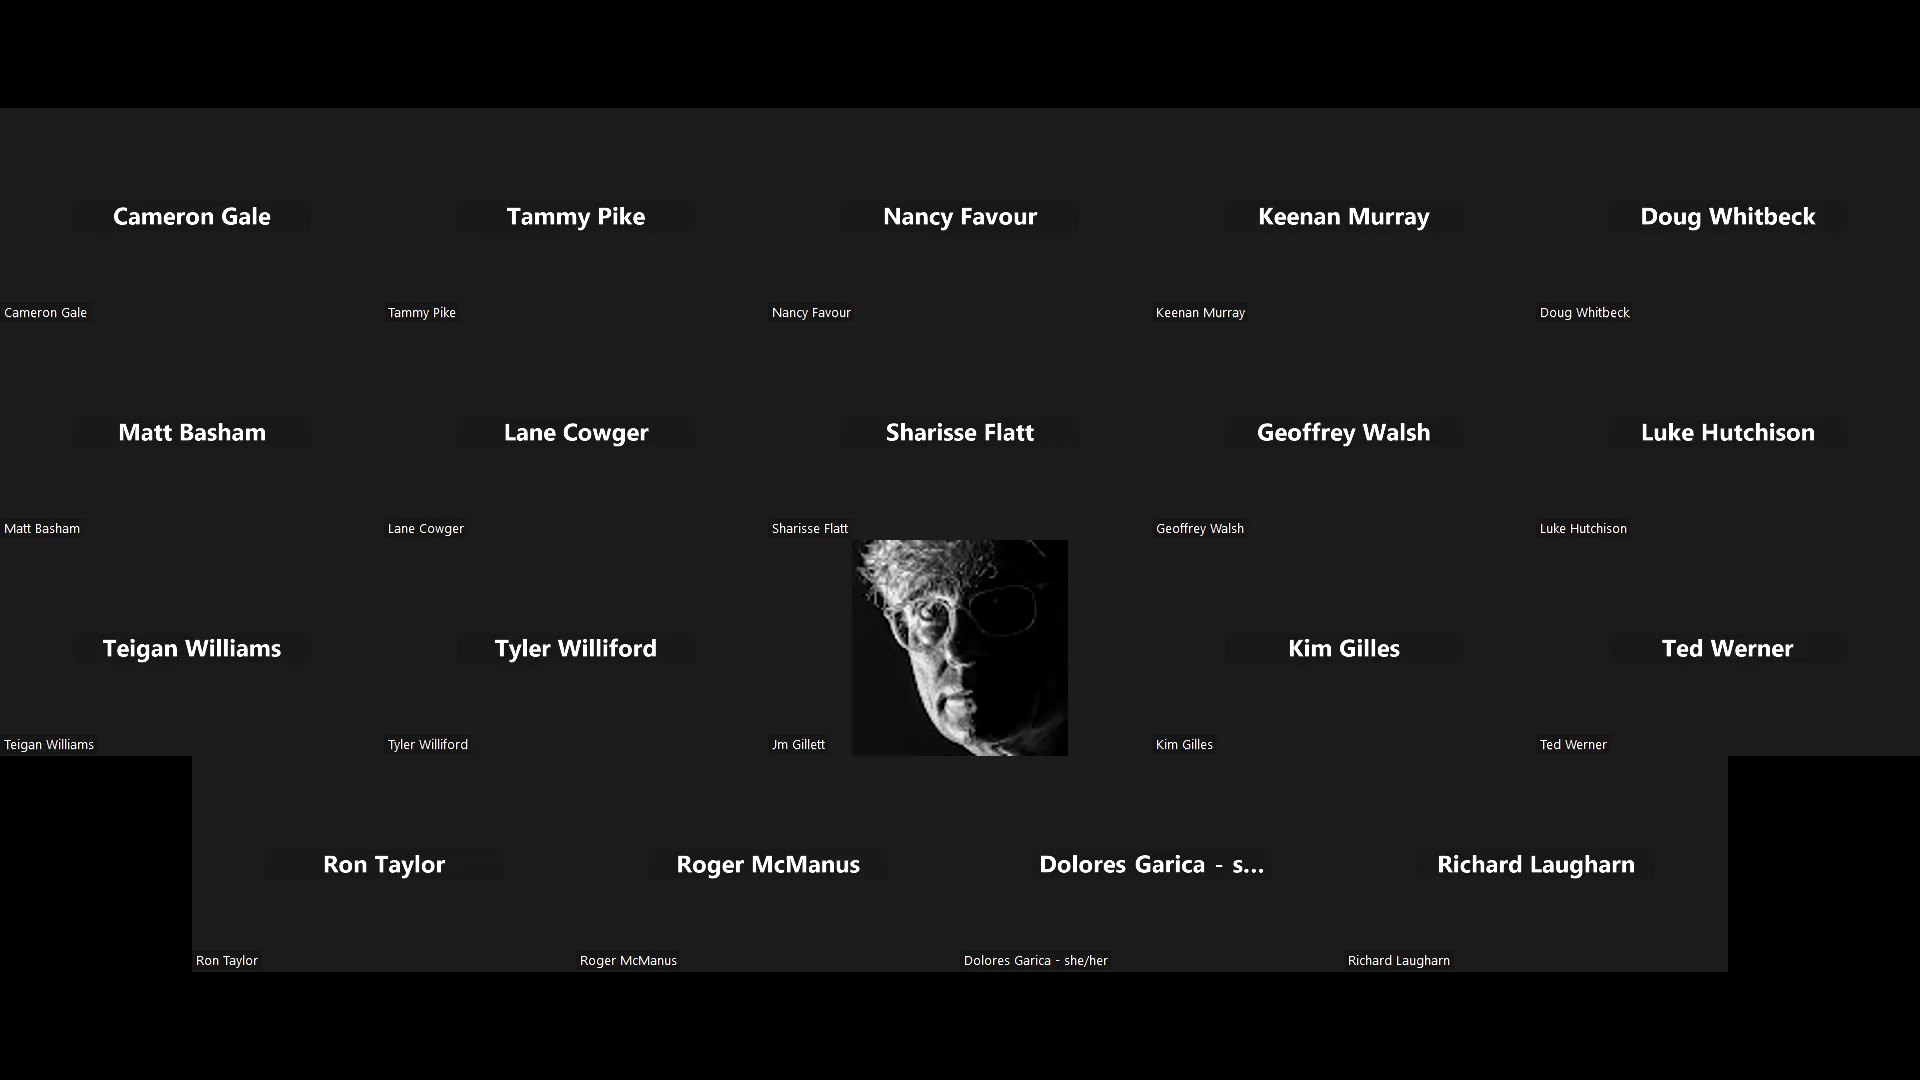 Cameron Gale
Tammy Pike
Nancy Favour
Keenan Murray
Doug Whitbeck
Cameron Gale
Tammy Pike
Nancy Favour
Keenan Murray
Doug Whitbeck
Matt Basham
Lane Cowger
Sharisse Flatt
Geoffrey Walsh
Luke Hutchison
Matt Basham
Lane Cowger
Sharisse Flatt
Geoffrey Walsh
Luke Hutchison
Teigan Williams
Tyler Williford
Kim Gilles
Ted Werner
Teigan Williams
Tyler Williford
Jm Gillett
Kim Gilles
Ted Werner
Ron Taylor
Roger McManus
Dolores Garica - s...
Richard Laugharn
Ron Taylor
Roger McManus
Dolores Garica - she/her
Richard Laugharn